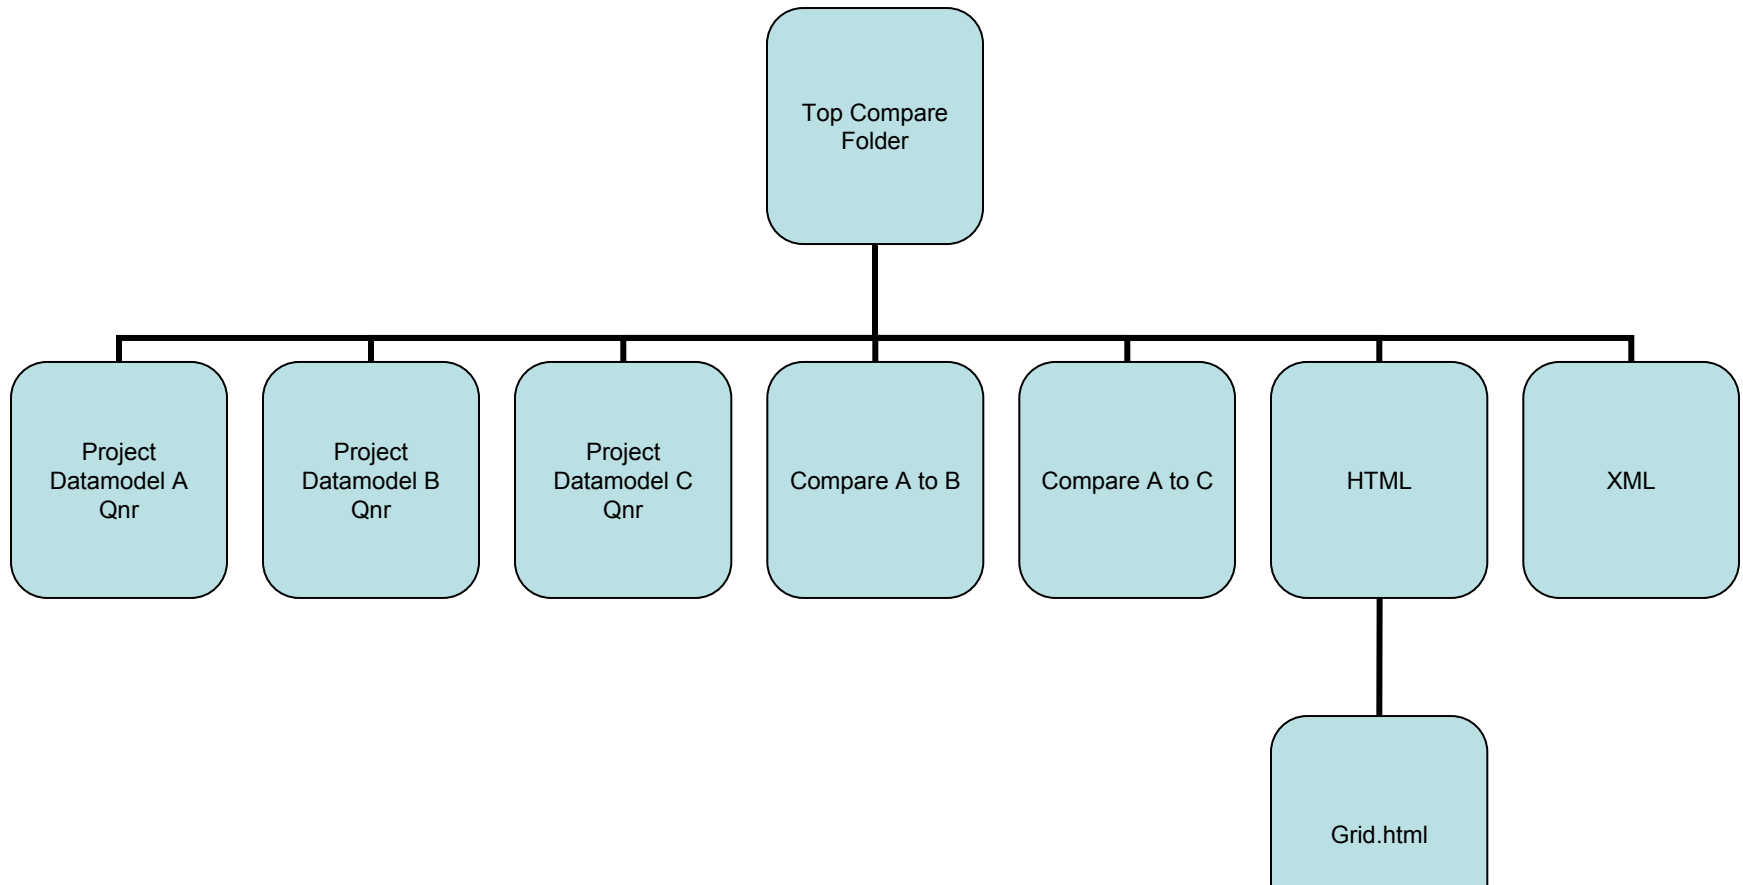 Top Compare
Folder
Project
Datamodel A
Qnr
Project
Datamodel B
Qnr
Project
Datamodel C
Qnr
Compare A to B
Compare A to C
HTML
XML
Grid.html